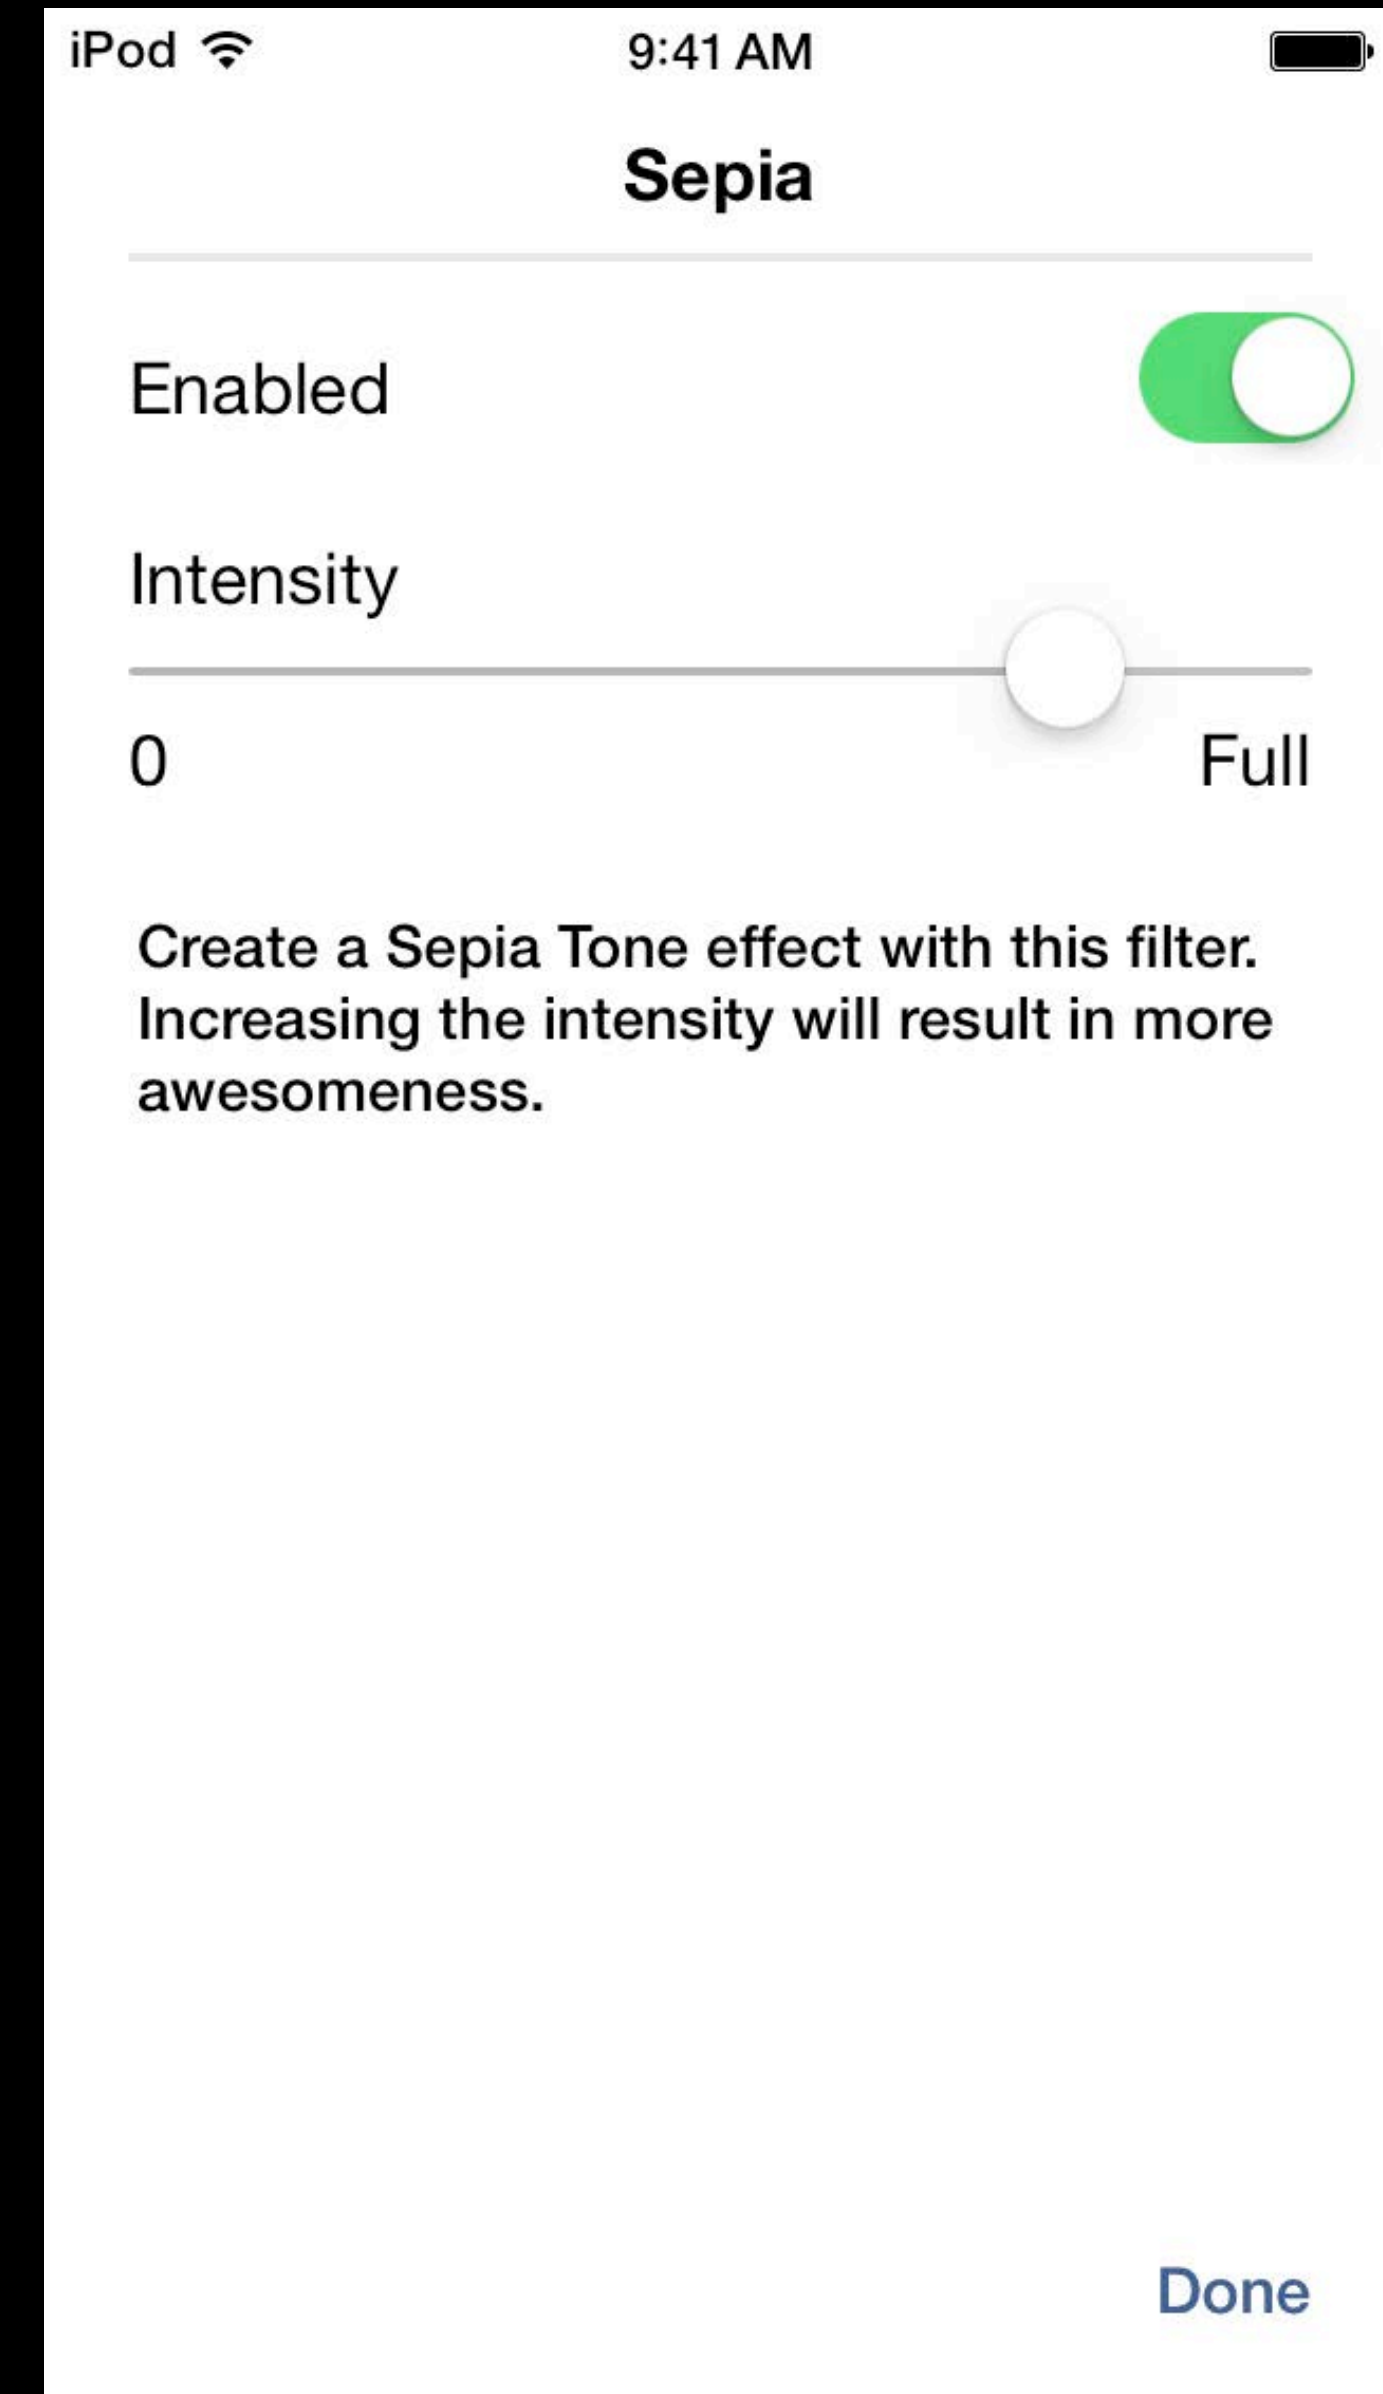 iPod 9:41 AM
Sepia
Enabled
Intensity
0 Full
Create a Sepia Tone effect with this filter.
Increasing the intensity will result in more
awesomeness.
Done